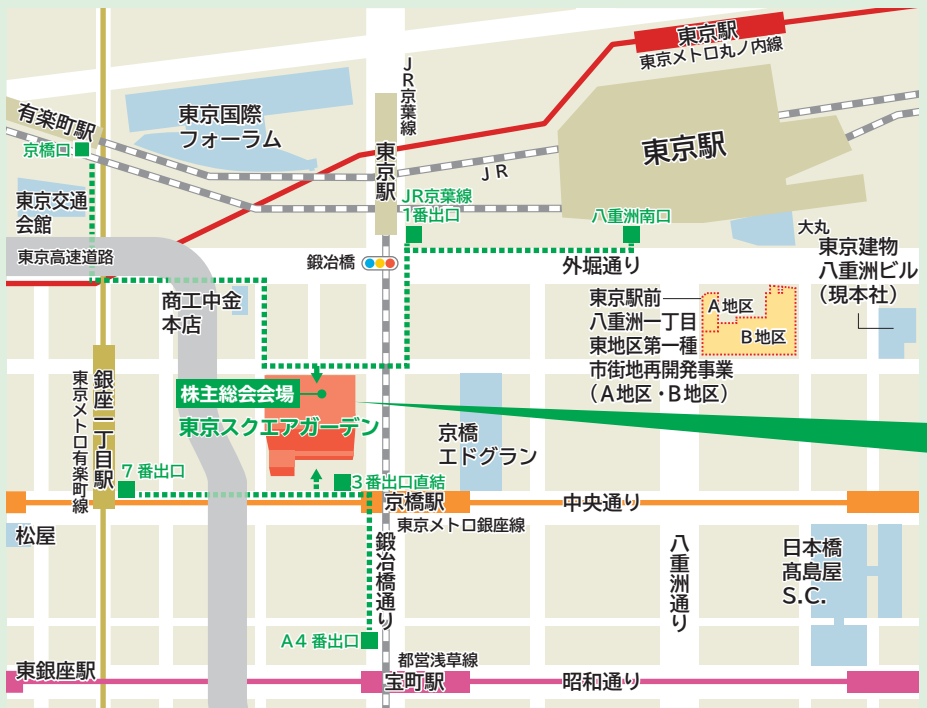 東京駅
東京メトロ丸ノ内線
JR京葉線
有楽町駅
京橋口
東京国際
フォーラム
東京駅
東京駅
JR
東京交通
会館
JR京葉線
1番出口
八重洲南口
大丸
東京高速道路
鍛冶橋
外堀通り
東京建物
八重洲ビル
(現本社)
商工中金
本店
東京駅前
八重洲一丁目
東地区第一種
市街地再開発事業
(A地区・B地区)
A地区
B地区
銀座一丁目駅
東京メトロ有楽町線
株主総会会場
東京スクエアガーデン
京橋
エドグラン
7番出口
3番出口直結
京橋駅
中央通り
東京メトロ銀座線
松屋
鍛冶橋通り
八重洲通り
日本橋
髙島屋
S.C.
A4番出口
都営浅草線
東銀座駅
宝町駅
昭和通り